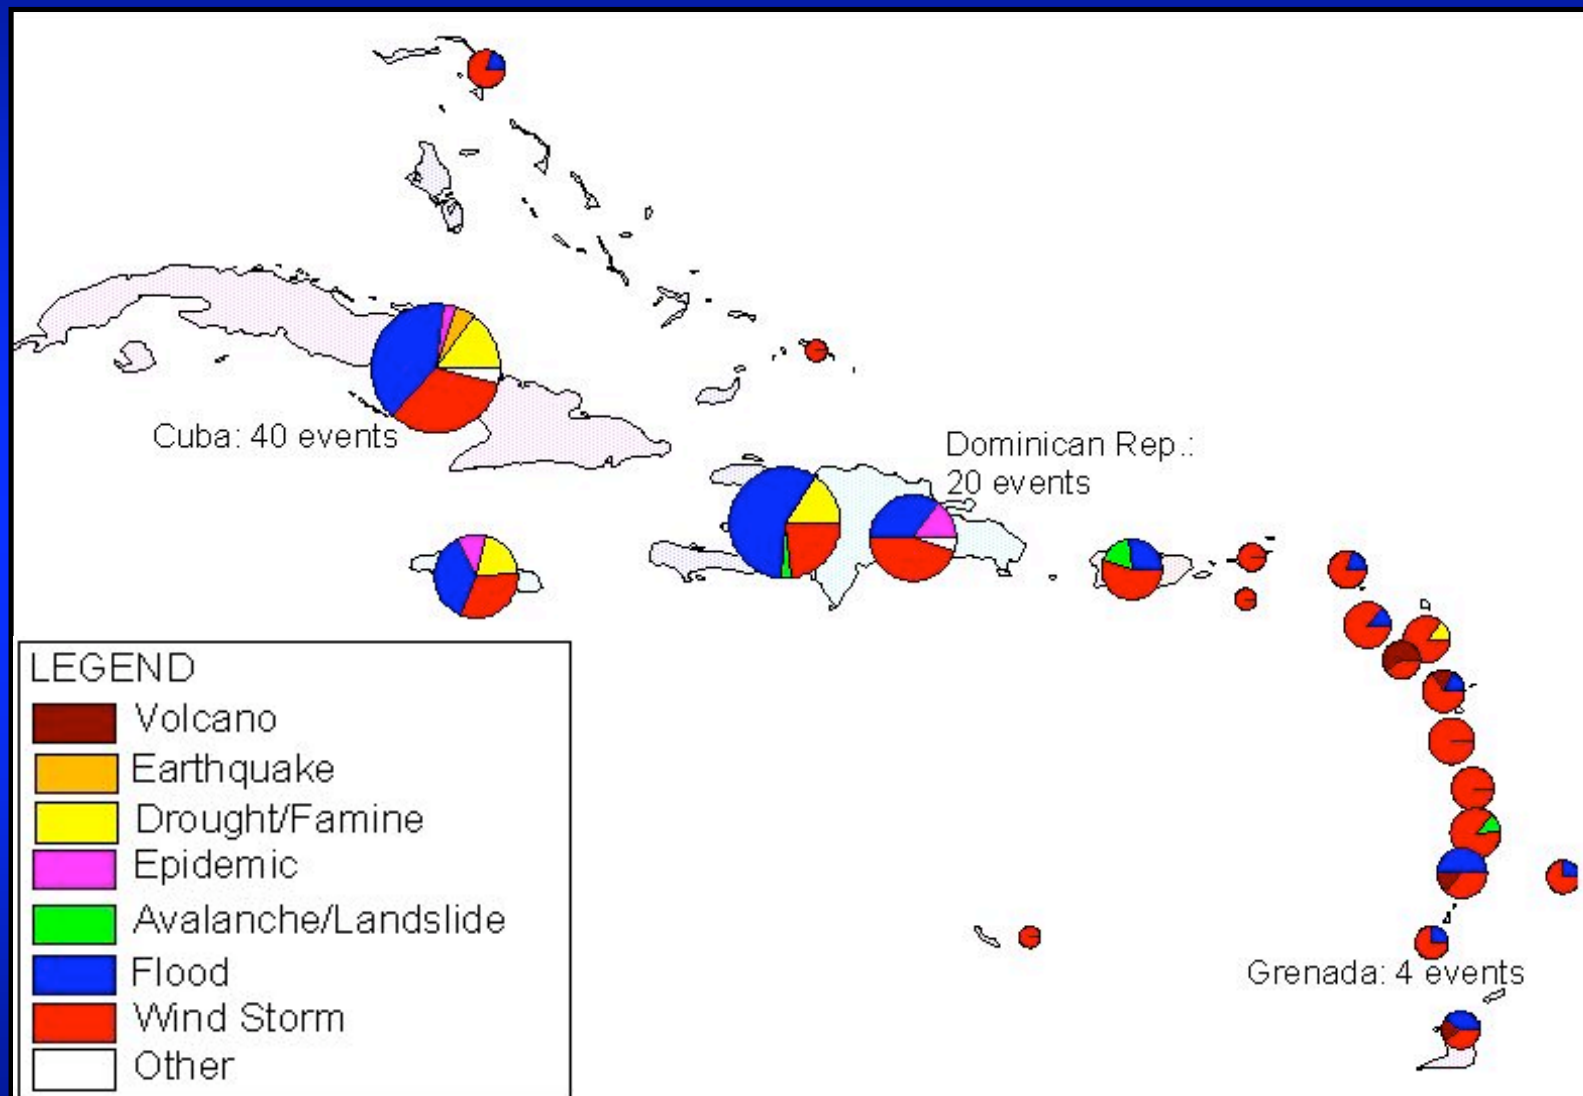 Cuba: 40 events
Dominican Rep.:
20 events
LEGEND
Volcano
Earthquake
Drought/Famine
Epidemic
Avalanche/Landslide
Flood
Wind Storm
Other
Grenada: 4 events